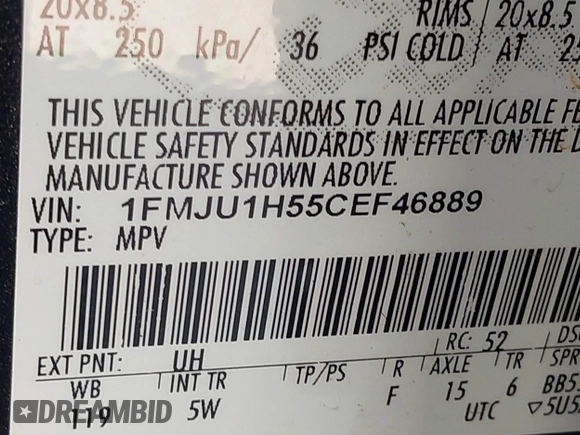 20x8.5 RIMS 20x8.5
AT 250 kPa/ 36 PSI COLD AT
THIS VEHICLE CONFORMS TO ALL APPLICABLE
VEHICLE SAFETY STANDARDS IN EFFECT ON THE
MANUFACTURE SHOWN ABOVE.
VIN: 1FMJU1H55CEF46889
TYPE: MPV
EXT PNT: UH RC: 52
WB INT TR TP/PS R AXLE TR SPR
119 5W F 15 6 BB5
UTC ▽5U5
DREAMBID